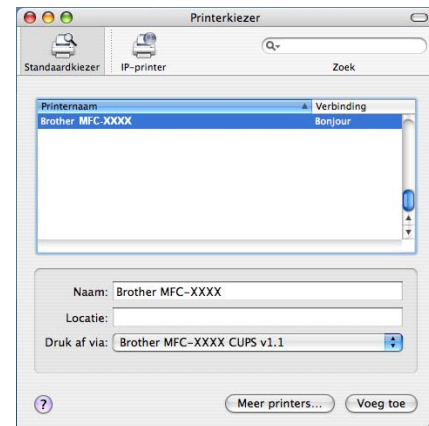 Printerkiezer
Standaardkiezer IP-printer Zoek
Printernaam Verbinding
Brother MFC-XXXX Bonjour
Naam: Brother MFC-XXXX
Locatie:
Druk af via: Brother MFC-XXXX CUPS v1.1
? Meer printers... Voeg toe